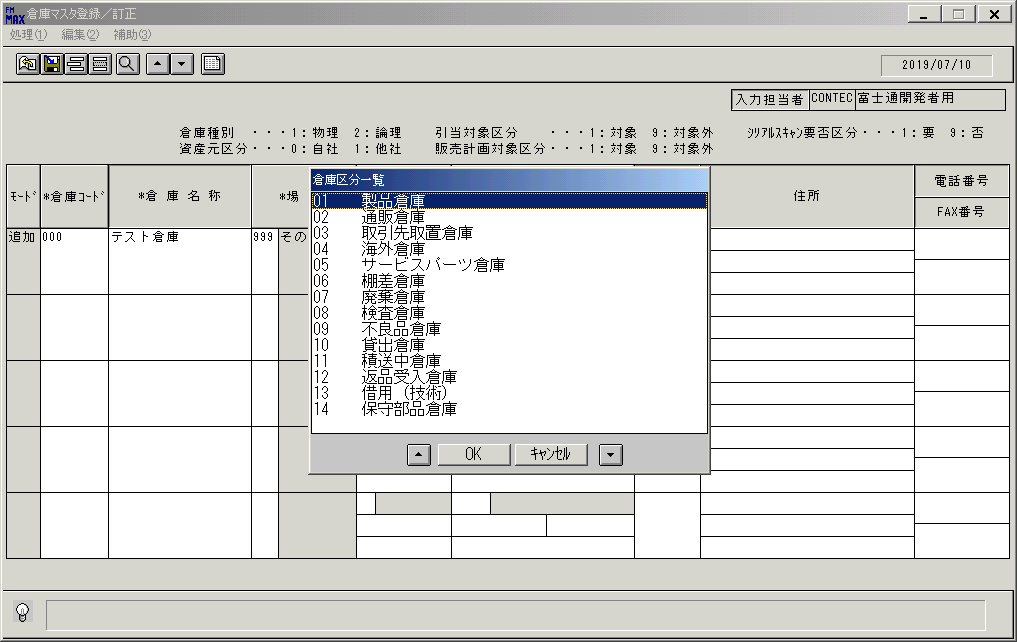 FM MAX 倉庫マスタ登録／訂正
処理(1) 編集(2) 補助(3)
2019/07/10
入力担当者 CONTEC 富士通開発者用
倉庫種別 ・・・1：物理 2：論理 引当対象区分 ・・・1：対象 9：対象外 ｼﾘｱﾙｽｷｬﾝ要否区分・・・1：要 9：否
資産元区分・・・0：自社 1：他社 販売計画対象区分・・・1：対象 9：対象外
ﾓｰﾄﾞ *倉庫ｺｰﾄﾞ *倉 庫 名 称 *場 住所 電話番号
FAX番号
追加 000 テスト倉庫 999 その
倉庫区分一覧
01 製品倉庫
02 通販倉庫
03 取引先取置倉庫
04 海外倉庫
05 サービスパーツ倉庫
06 棚差倉庫
07 廃棄倉庫
08 検査倉庫
09 不良品倉庫
10 貸出倉庫
11 積送中倉庫
12 返品受入倉庫
13 借用（技術）
14 保守部品倉庫
OK ｷｬﾝｾﾙ